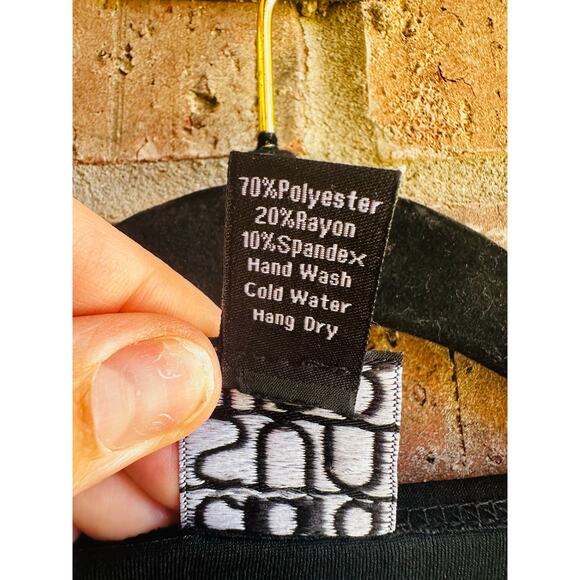 70%Polyester
20%Rayon
10%Spandex
Hand Wash
Cold Water
Hang Dry